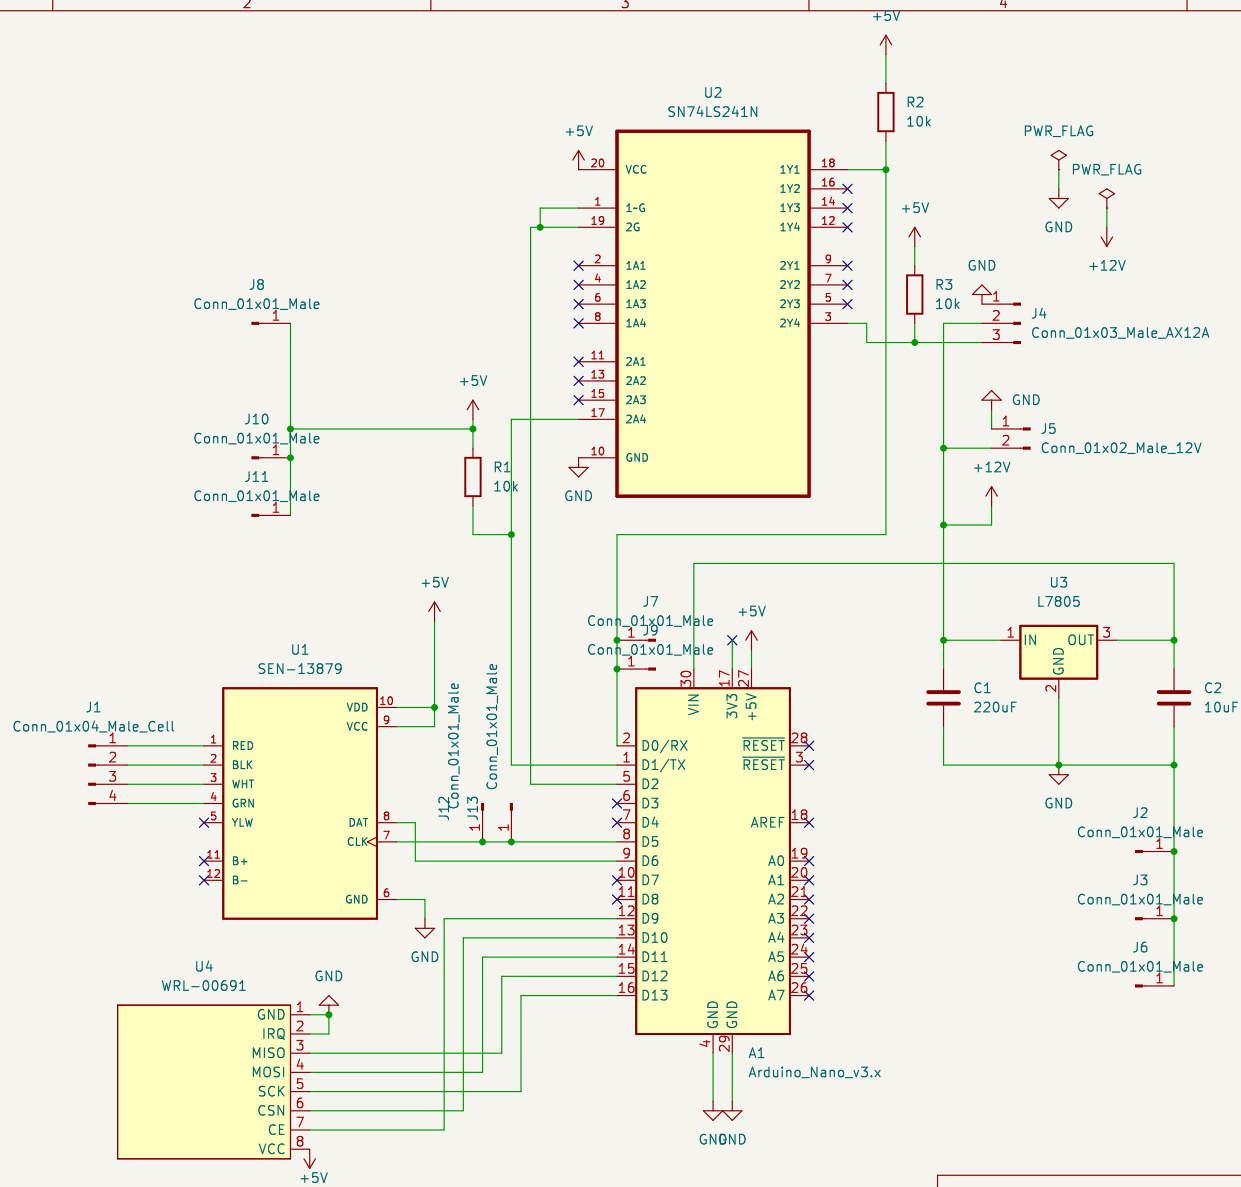 2
3
4
+5V
R2
10k
U2
SN74LS241N
+5V
20
VCC
1
1~G
19
2G
2
1A1
4
1A2
6
1A3
8
1A4
11
2A1
13
2A2
15
2A3
17
2A4
10
GND
GND
1Y1
18
1Y2
16
1Y3
14
1Y4
12
2Y1
9
2Y2
7
2Y3
5
2Y4
3
PWR_FLAG
GND
PWR_FLAG
+12V
+5V
R3
10k
GND
1
2
3
J4
Conn_01x03_Male_AX12A
GND
1
2
J5
Conn_01x02_Male_12V
+12V
J8
Conn_01x01_Male
1
J10
Conn_01x01_Male
1
J11
Conn_01x01_Male
1
+5V
R1
10k
U3
L7805
1
IN
OUT
3
GND
2
C1
220uF
C2
10uF
GND
J2
Conn_01x01_Male
1
J3
Conn_01x01_Male
1
J6
Conn_01x01_Male
1
+5V
U1
SEN-13879
J1
Conn_01x04_Male_Cell
1
1
RED
2
2
BLK
3
3
WHT
4
4
GRN
5
YLW
11
B+
12
B-
VDD
10
VCC
9
DAT
8
CLK
7
GND
6
GND
J12
Conn_01x01_Male
1
J13
Conn_01x01_Male
1
J7
Conn_01x01_Male
1
J9
Conn_01x01_Male
1
+5V
30
VIN
17
3V3
27
+5V
2
D0/RX
1
D1/TX
5
D2
6
D3
7
D4
8
D5
9
D6
10
D7
11
D8
12
D9
13
D10
14
D11
15
D12
16
D13
RESET
28
RESET
3
AREF
18
A0
19
A1
20
A2
21
A3
22
A4
23
A5
24
A6
25
A7
26
GND
4
GND
29
A1
Arduino_Nano_v3.x
GND
GND
U4
WRL-00691
GND
GND
1
IRQ
2
MISO
3
MOSI
4
SCK
5
CSN
6
CE
7
VCC
8
+5V